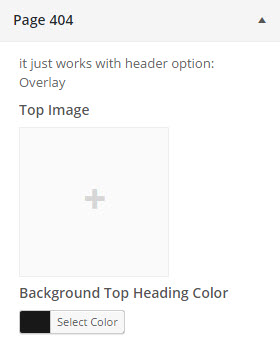 Page 404
it just works with header option:
Overlay
Top Image
Background Top Heading Color
Select Color